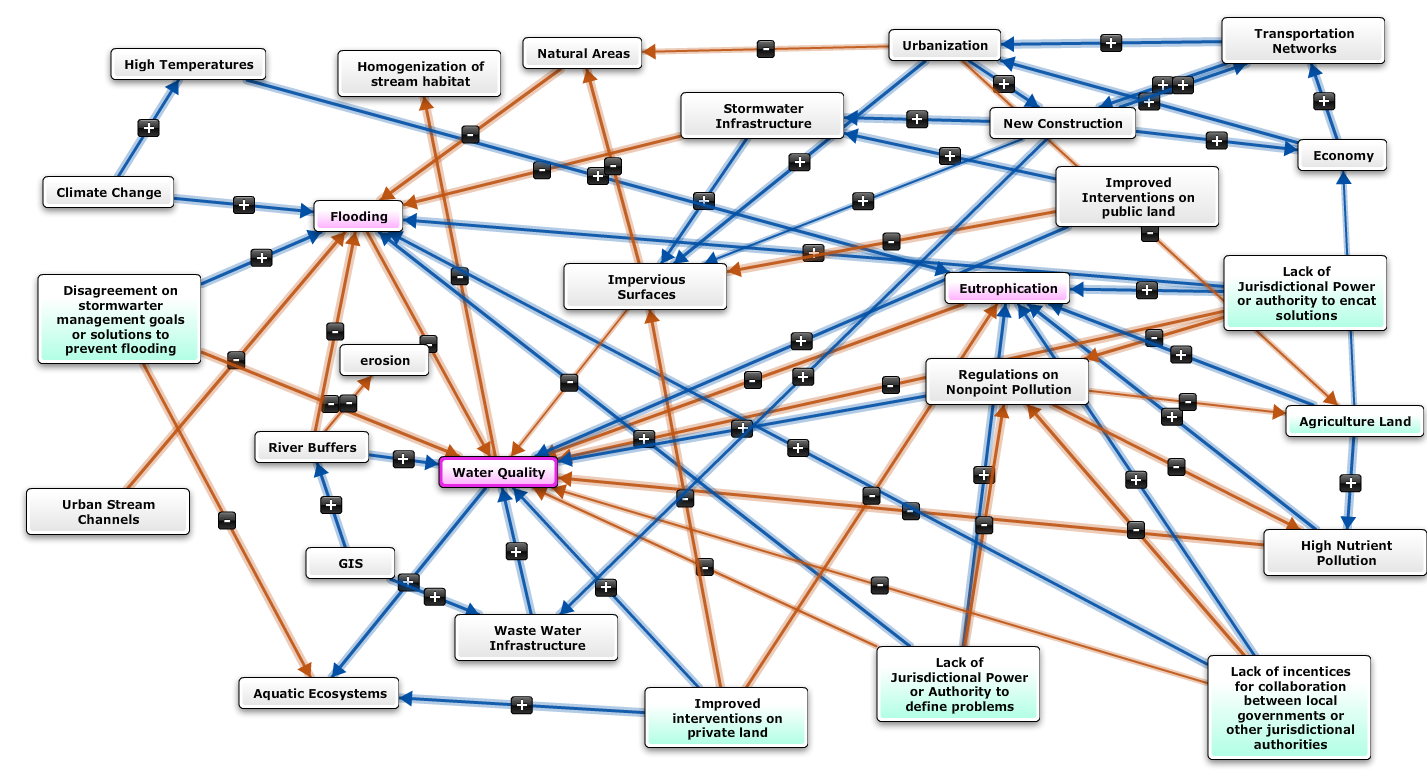 Transportation
Networks
Urbanization
+
Natural Areas
-
High Temperatures
Homogenization of
stream habitat
+
+
+
+
+
Stormwater
Infrastructure
+
New Construction
+
-
+
Economy
+
+
-
-
+
Climate Change
Improved
Interventions on
public land
+
+
+
Flooding
-
-
+
+
Impervious
Surfaces
-
Eutrophication
+
Lack of
Jurisdictional Power
or authority to encat
solutions
Disagreement on
stormwarter
management goals
or solutions to
prevent flooding
-
-
-
erosion
+
-
+
-
-
+
-
-
Regulations on
Nonpoint Pollution
-
-
-
+
Agriculture Land
River Buffers
+
+
+
+
Water Quality
-
+
+
+
Urban Stream
Channels
+
-
-
+
-
-
-
High Nutrient
Pollution
GIS
+
+
+
-
+
-
Waste Water
Infrastructure
Aquatic Ecosystems
+
Improved
interventions on
private land
Lack of
Jurisdictional Power
or Authority to
define problems
Lack of incentices
for collaboration
between local
governments or
other jurisdictional
authorities